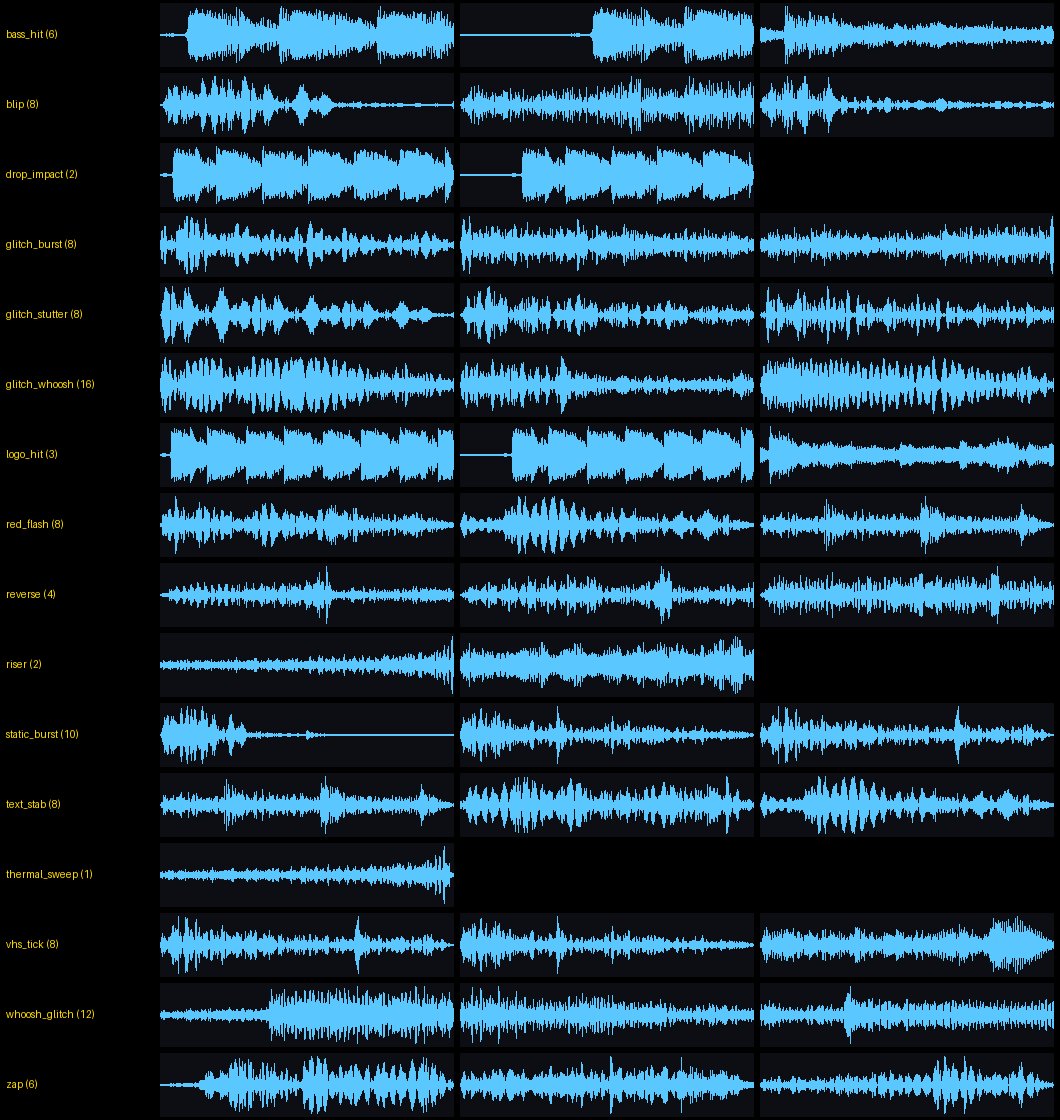 bass_hit (6)
blip (8)
drop_impact (2)
glitch_burst (8)
glitch_stutter (8)
glitch_whoosh (16)
logo_hit (3)
red_flash (8)
reverse (4)
riser (2)
static_burst (10)
text_stab (8)
thermal_sweep (1)
vhs_tick (8)
whoosh_glitch (12)
zap (6)